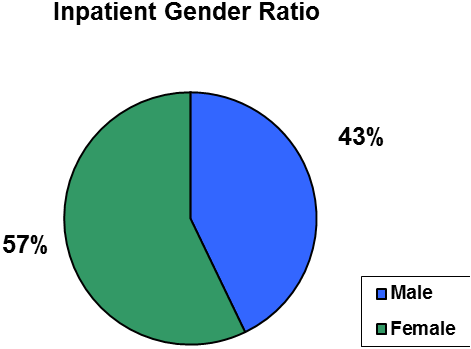 Inpatient Gender Ratio
43%
57%
Male
Female